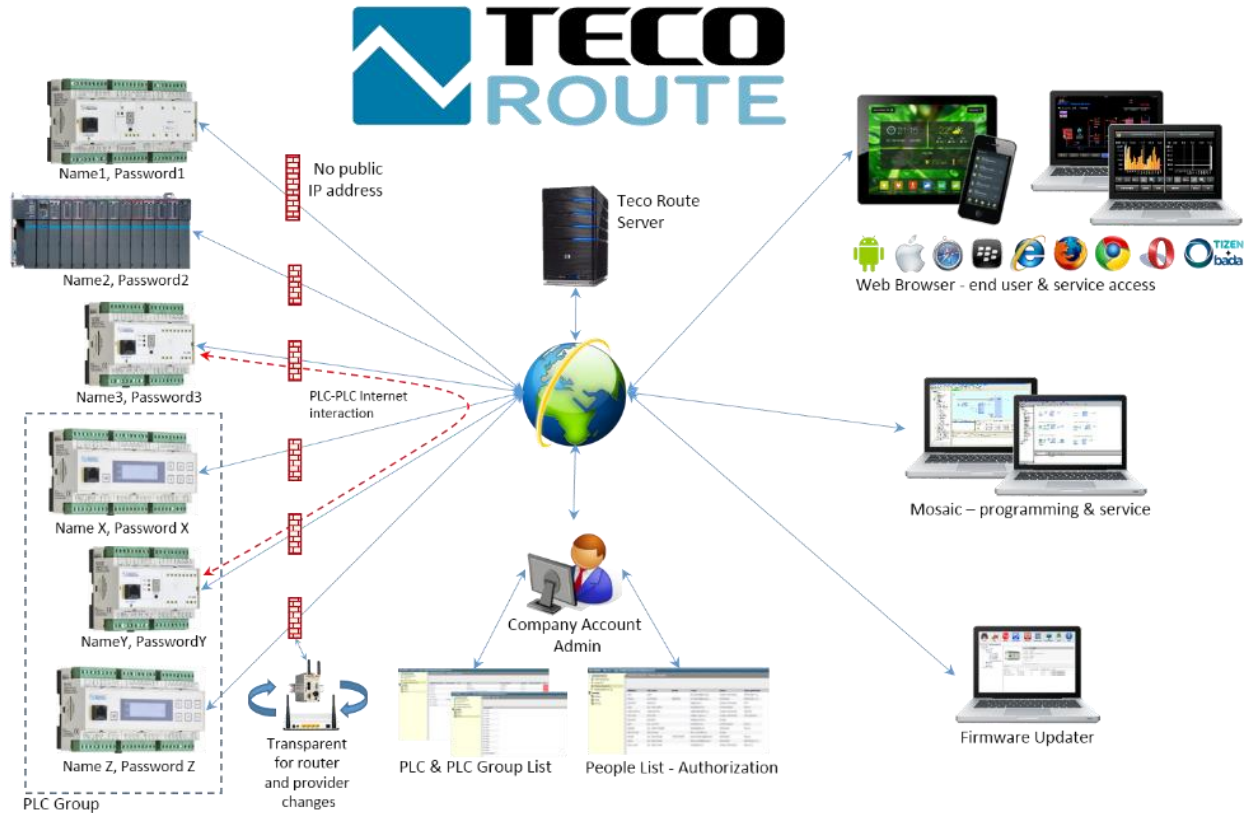 TECO
ROUTE
Name1, Password1
No public
IP address
Teco Route
Server
TIZEN
+
bada
Web Browser - end user & service access
Name2, Password2
Name3, Password3
PLC-PLC Internet
interaction
Name X, Password X
Mosaic – programming & service
NameY, PasswordY
Company Account
Admin
Name Z, Password Z
Transparent
for router
and provider
changes
PLC & PLC Group List
People List - Authorization
Firmware Updater
PLC Group